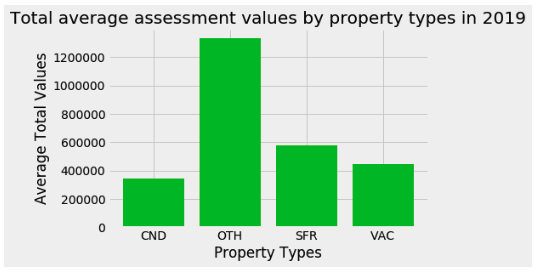 Total average assessment values by property types in 2019
1200000
1000000
800000
600000
400000
200000
0
Average Total Values
CND OTH SFR VAC
Property Types